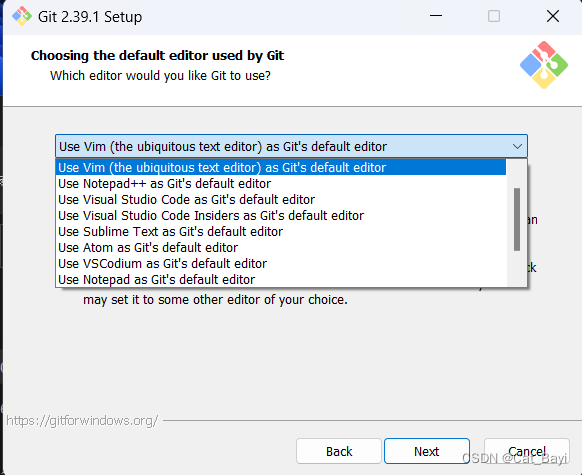 Git 2.39.1 Setup
Choosing the default editor used by Git
Which editor would you like Git to use?
Use Vim (the ubiquitous text editor) as Git's default editor
Use Vim (the ubiquitous text editor) as Git's default editor
Use Notepad++ as Git's default editor
Use Visual Studio Code as Git's default editor
Use Visual Studio Code Insiders as Git's default editor
Use Sublime Text as Git's default editor
Use Atom as Git's default editor
Use VSCodium as Git's default editor
Use Notepad as Git's default editor
may set it to some other editor of your choice.
https://gitforwindows.org/
Back
Next
Cancel
CSDN @Cat_Bayi